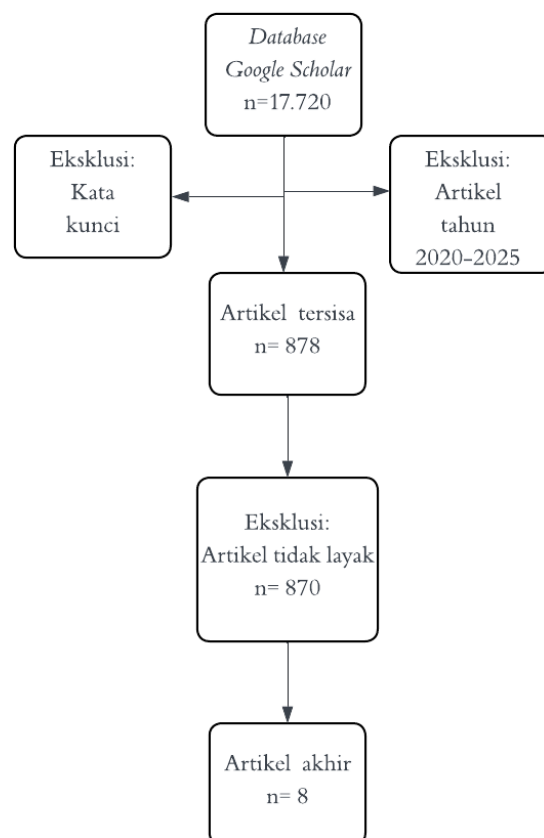 Database
Google Scholar
n=17.720
Eksklusi:
Kata
kunci
Eksklusi:
Artikel
tahun
2020-2025
Artikel tersisa
n= 878
Eksklusi:
Artikel tidak layak
n= 870
Artikel akhir
n= 8